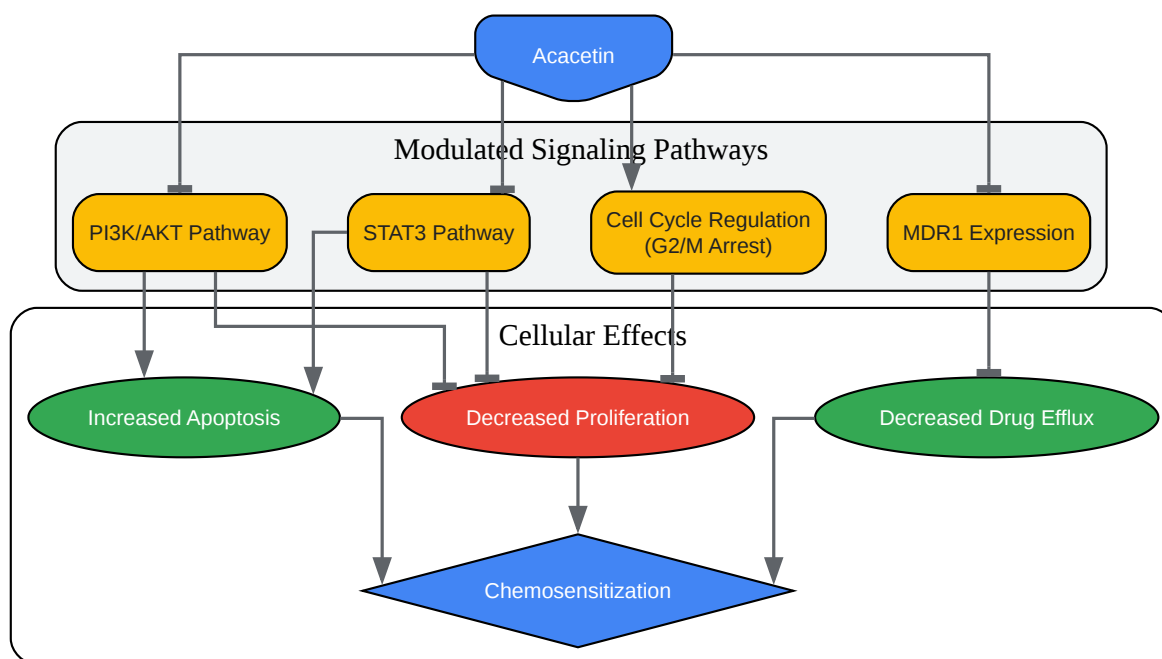 Acacetin
Modulated Signaling Pathways
PI3K/AKT Pathway
STAT3 Pathway
Cell Cycle Regulation
(G2/M Arrest)
MDR1 Expression
Cellular Effects
Increased Apoptosis
Decreased Proliferation
Decreased Drug Efflux
Chemosensitization